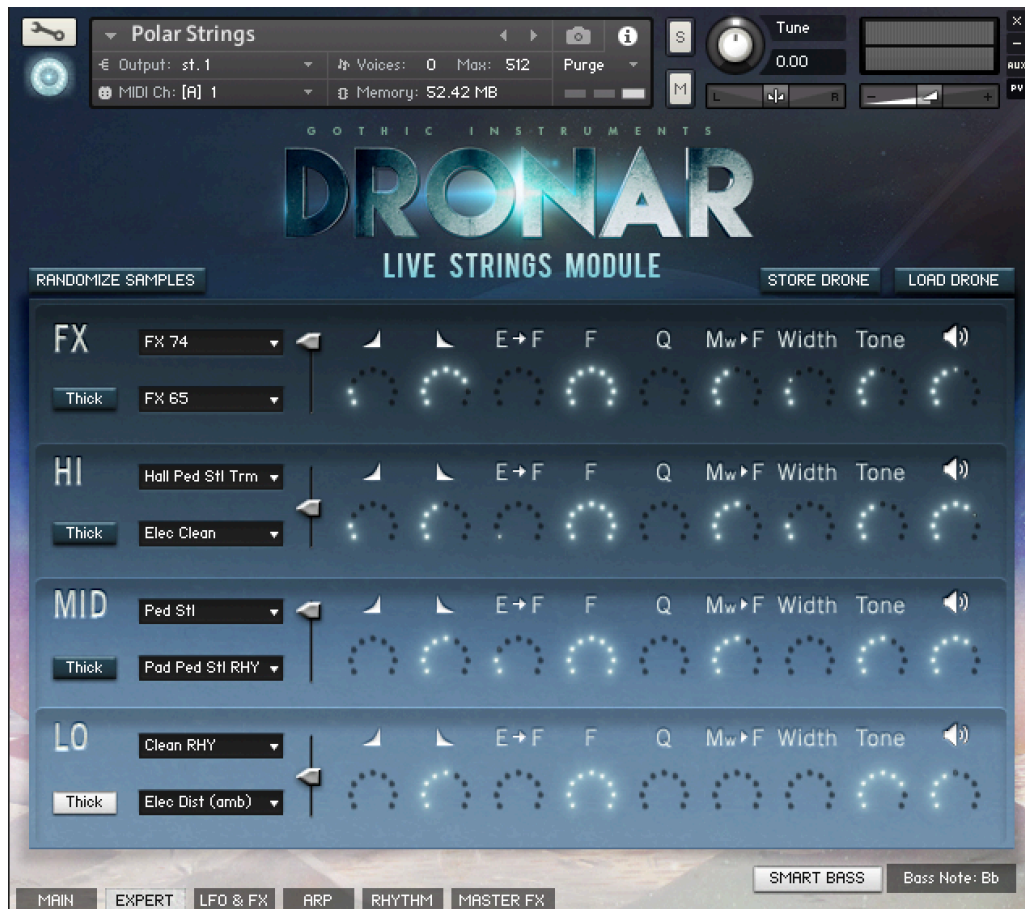 Polar Strings
Output: st. 1
Voices: 0 Max: 512
Purge
MIDI Ch: [A] 1
Memory: 52.42 MB
S
M
Tune
0.00
L R
- +
×
-
AUX
PV
GOTHIC INSTRUMENTS
DRONAR
LIVE STRINGS MODULE
RANDOMIZE SAMPLES
STORE DRONE
LOAD DRONE
FX
FX 74
E F F Q Mw F Width Tone
Thick
FX 65
HI
Hall Ped Stl Trm
E F F Q Mw F Width Tone
Thick
Elec Clean
MID
Ped Stl
E F F Q Mw F Width Tone
Thick
Pad Ped Stl RHY
LO
Clean RHY
E F F Q Mw F Width Tone
Thick
Elec Dist (amb)
SMART BASS
Bass Note: Bb
MAIN
EXPERT
LFO & FX
ARP
RHYTHM
MASTER FX